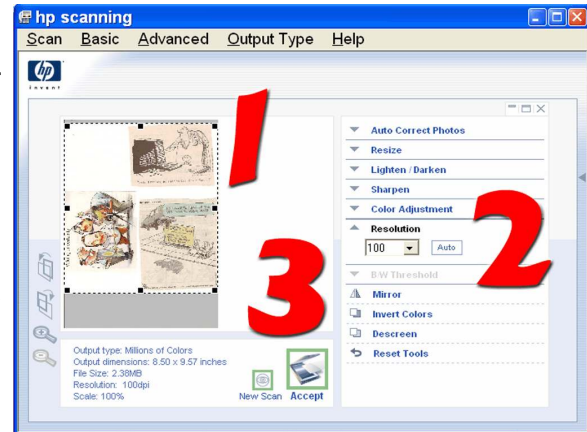 hp scanning
Scan Basic Advanced Output Type Help
hp
invent
1
Auto Correct Photos
Resize
Lighten / Darken
Sharpen
Color Adjustment
Resolution
100 Auto
2
B/W Threshold
Mirror
Invert Colors
Descreen
Reset Tools
3
Output type: Millions of Colors
Output dimensions: 8.50 x 9.57 inches
File Size: 2.38MB
Resolution: 100dpi
Scale: 100%
New Scan Accept